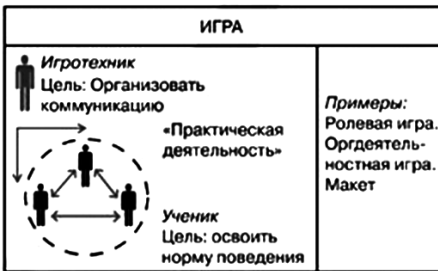 ИГРА
Игротехник
Цель: Организовать
коммуникацию
«Практическая
деятельность»
Ученик
Цель: освоить
норму поведения
Примеры:
Ролевая игра.
Оргдеятель-
ностная игра.
Макет